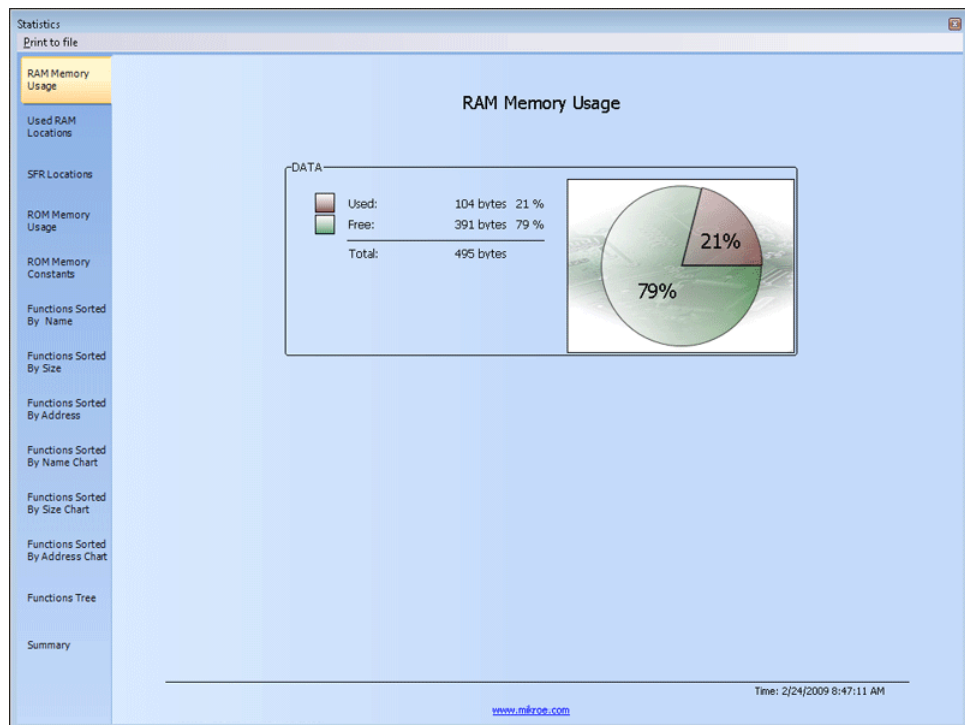 Statistics
Print to file
RAM Memory
Usage
Used RAM
Locations
SFR Locations
ROM Memory
Usage
ROM Memory
Constants
Functions Sorted
By Name
Functions Sorted
By Size
Functions Sorted
By Address
Functions Sorted
By Name Chart
Functions Sorted
By Size Chart
Functions Sorted
By Address Chart
Functions Tree
Summary
RAM Memory Usage
DATA
Used: 104 bytes 21 %
Free: 391 bytes 79 %
Total: 495 bytes
21%
79%
Time: 2/24/2009 8:47:11 AM
www.mikroe.com